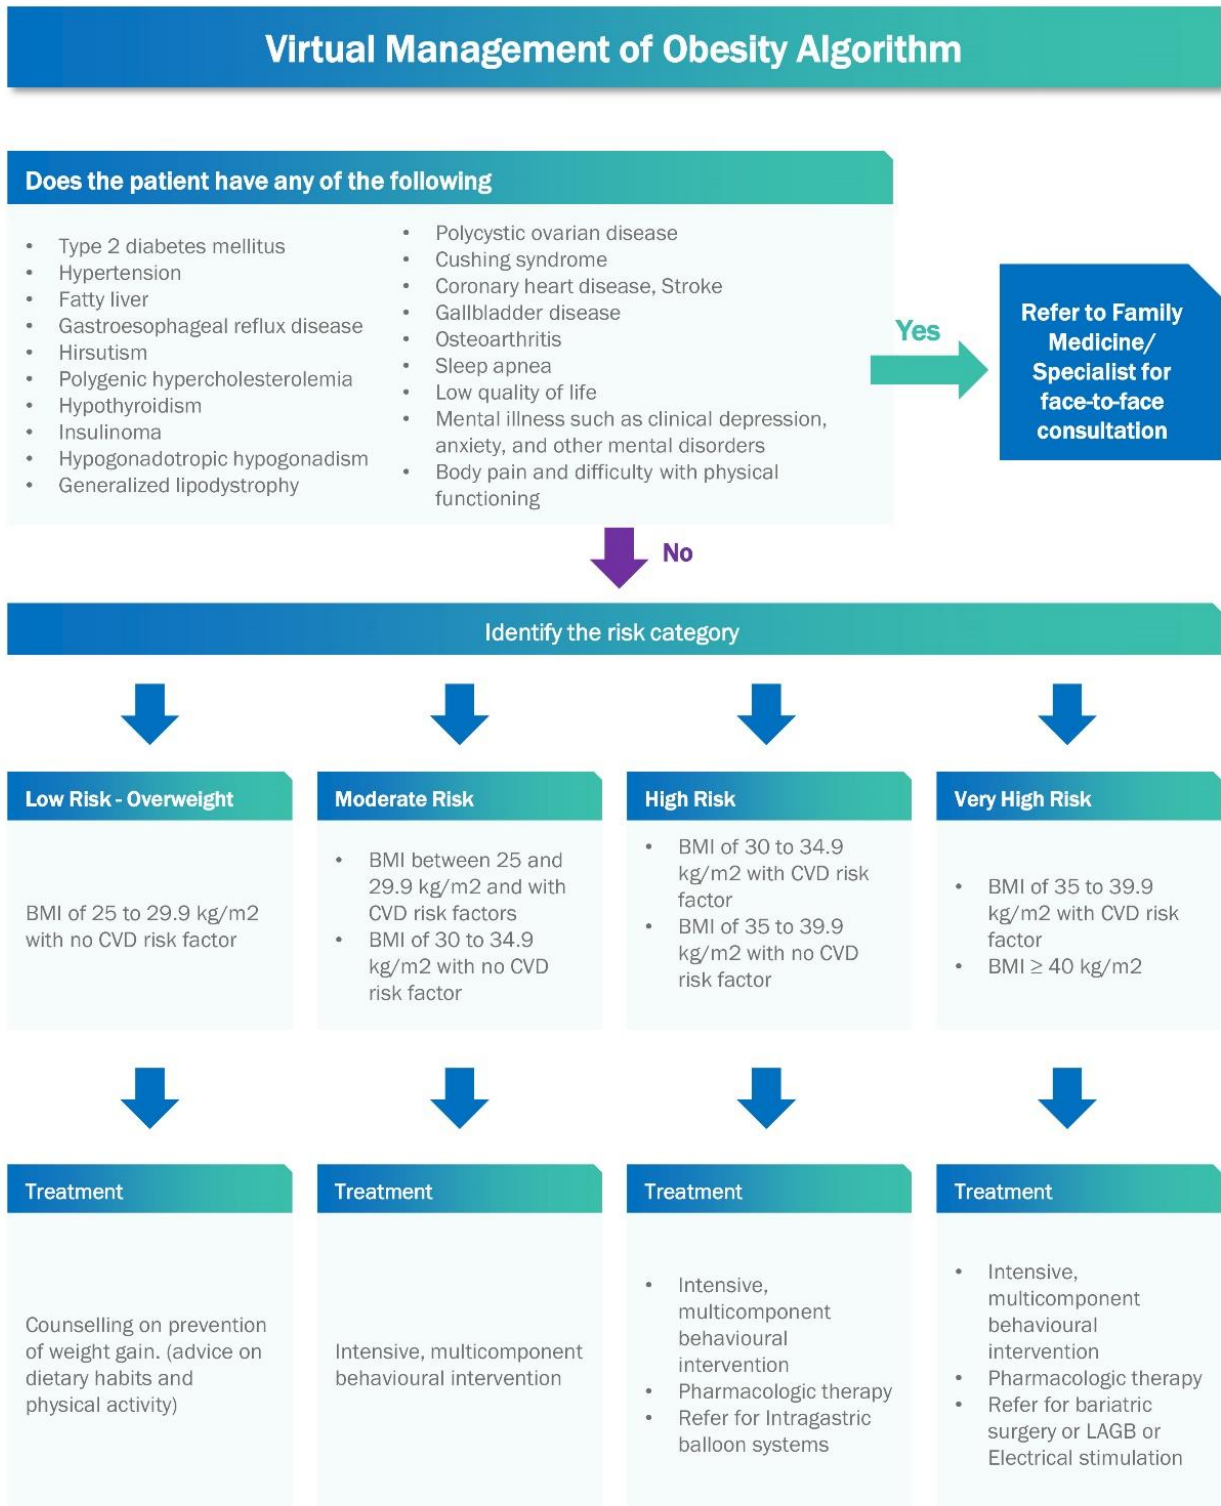 Virtual Management of Obesity Algorithm
Does the patient have any of the following
• Type 2 diabetes mellitus
• Hypertension
• Fatty liver
• Gastroesophageal reflux disease
• Hirsutism
• Polygenic hypercholesterolemia
• Hypothyroidism
• Insulinoma
• Hypogonadotropic hypogonadism
• Generalized lipodystrophy
• Polycystic ovarian disease
• Cushing syndrome
• Coronary heart disease, Stroke
• Gallbladder disease
• Osteoarthritis
• Sleep apnea
• Low quality of life
• Mental illness such as clinical depression,
anxiety, and other mental disorders
• Body pain and difficulty with physical
functioning
Yes
Refer to Family
Medicine/
Specialist for
face-to-face
consultation
No
Identify the risk category
Low Risk - Overweight
BMI of 25 to 29.9 kg/m2
with no CVD risk factor
Moderate Risk
• BMI between 25 and
29.9 kg/m2 and with
CVD risk factors
• BMI of 30 to 34.9
kg/m2 with no CVD
risk factor
High Risk
• BMI of 30 to 34.9
kg/m2 with CVD risk
factor
• BMI of 35 to 39.9
kg/m2 with no CVD
risk factor
Very High Risk
• BMI of 35 to 39.9
kg/m2 with CVD risk
factor
• BMI ≥ 40 kg/m2
Treatment
Counselling on prevention
of weight gain. (advice on
dietary habits and
physical activity)
Treatment
Intensive, multicomponent
behavioural intervention
Treatment
• Intensive,
multicomponent
behavioural
intervention
• Pharmacologic therapy
• Refer for Intragastric
balloon systems
Treatment
• Intensive,
multicomponent
behavioural
intervention
• Pharmacologic therapy
• Refer for bariatric
surgery or LAGB or
Electrical stimulation